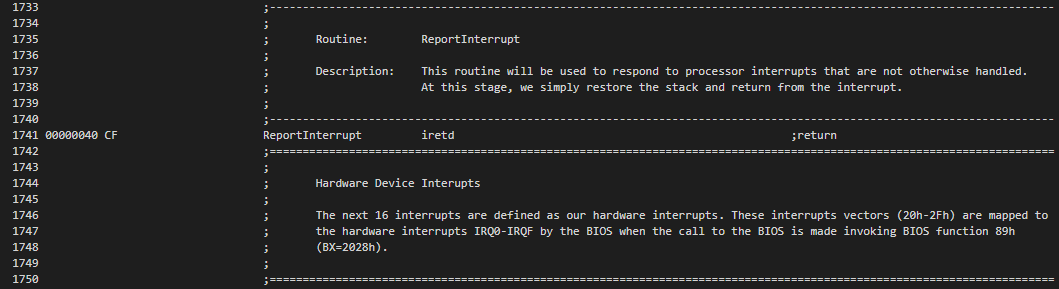 1733 ;-----------------------------------------------------------------------------------------------------------------------
1734 ;
1735 ; Routine: ReportInterrupt
1736 ;
1737 ; Description: This routine will be used to respond to processor interrupts that are not otherwise handled.
1738 ; At this stage, we simply restore the stack and return from the interrupt.
1739 ;
1740 ;-----------------------------------------------------------------------------------------------------------------------
1741 00000040 CF ReportInterrupt iretd ;return
1742 ;=======================================================================================================================
1743 ;
1744 ; Hardware Device Interupts
1745 ;
1746 ; The next 16 interrupts are defined as our hardware interrupts. These interrupts vectors (20h-2Fh) are mapped to
1747 ; the hardware interrupts IRQ0-IRQF by the BIOS when the call to the BIOS is made invoking BIOS function 89h
1748 ; (BX=2028h).
1749 ;
1750 ;=======================================================================================================================